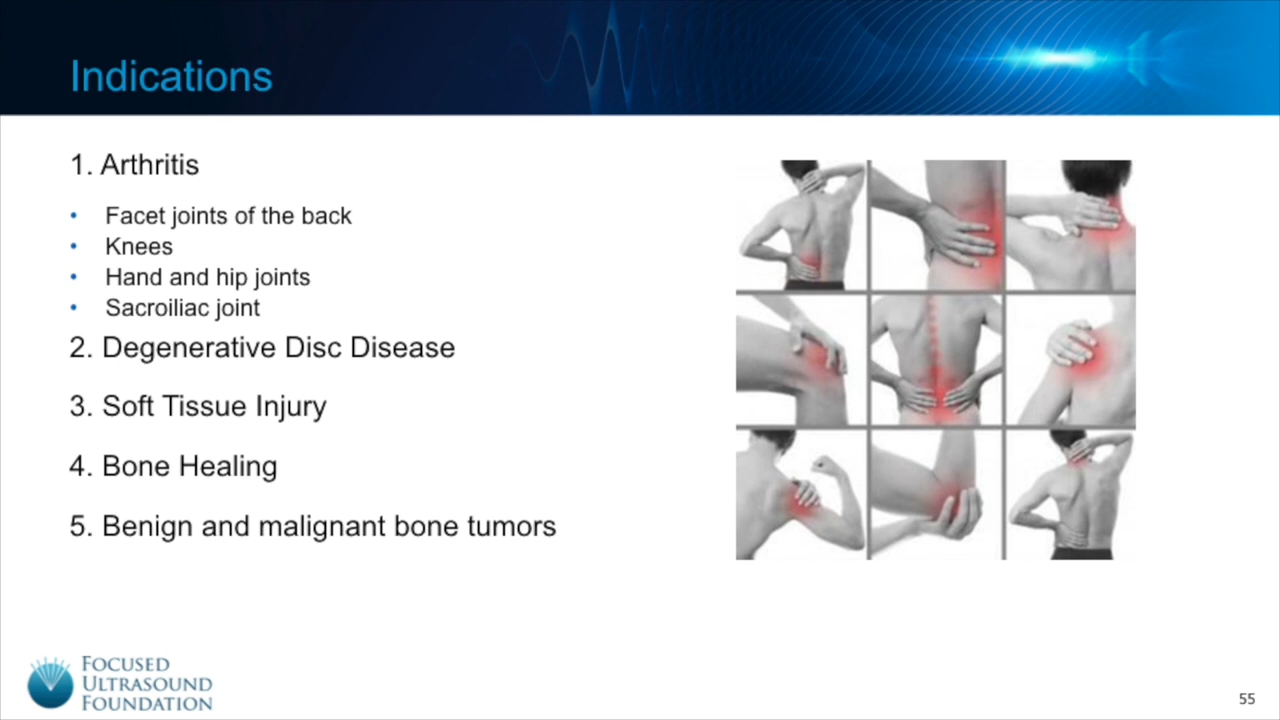 Indications
1. Arthritis
• Facet joints of the back
• Knees
• Hand and hip joints
• Sacroiliac joint
2. Degenerative Disc Disease
3. Soft Tissue Injury
4. Bone Healing
5. Benign and malignant bone tumors
FOCUSED
ULTRASOUND
FOUNDATION
55